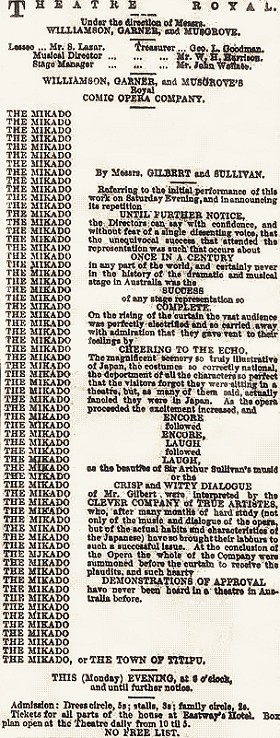 THEATRE ROYAL.
Under the direction of Messrs.
WILLIAMSON, GARNER, and MUSGROVE.
Lessee ... Mr. S. Lazar. Treasurer... Geo. L. Goodman.
Musical Director ... ... Mr. W. H. Harrison.
Stage Manager ... ... Mr. John Wallace.
WILLIAMSON, GARNER, and MUSGROVE'S
Royal
COMIC OPERA COMPANY.
THE MIKADO
THE MIKADO
THE MIKADO
THE MIKADO
THE MIKADO
THE MIKADO
THE MIKADO By Messrs. GILBERT and SULLIVAN.
THE MIKADO
THE MIKADO Referring to the initial performance of this
THE MIKADO work on Saturday Evening, and in announcing
THE MIKADO its repetition
THE MIKADO UNTIL FURTHER NOTICE,
THE MIKADO the Directors can say with confidence, and
THE MIKADO without fear of a single dissenting voice, that
THE MIKADO the unequivocal success that attended the
THE MIKADO representation was such that occurs about
THE MIKADO ONCE IN A CENTURY
THE MIKADO in any part of the world, and certainly never
THE MIKADO in the history of the dramatic and musical
THE MIKADO stage in Australia was the
THE MIKADO SUCCESS
THE MIKADO of any stage representation so
THE MIKADO COMPLETE.
THE MIKADO On the rising of the curtain the vast audience
THE MIKADO was perfectly electrified and so carried away
THE MIKADO with admiration that they gave vent to their
THE MIKADO feelings by
THE MIKADO CHEERING TO THE ECHO.
THE MIKADO The magnificent scenery so truly illustrative
THE MIKADO of Japan, the costumes so correctly national,
THE MIKADO the deportment of all the characters so perfect
THE MIKADO that the visitors forgot they were sitting in a
THE MIKADO theatre, but, as many of them said, actually
THE MIKADO fancied they were in Japan. As the opera
THE MIKADO proceeded the excitement increased, and
THE MIKADO ENCORE
THE MIKADO followed
THE MIKADO ENCORE,
THE MIKADO LAUGH
THE MIKADO followed
THE MIKADO LAUGH,
THE MIKADO as the beauties of Sir Arthur Sullivan's music
THE MIKADO or the
THE MIKADO CRISP and WITTY DIALOGUE
THE MIKADO of Mr. Gilbert were interpreted by the
THE MIKADO CLEVER COMPANY of TRUE ARTISTES,
THE MIKADO who, after many months of hard study (not
THE MIKADO only of the music and dialogue of the opera,
THE MIKADO but of the actual habits and characteristics of
THE MIKADO the Japanese) have so brought their labours to
THE MIKADO such a successful issue. At the conclusion of
THE MIKADO the Opera the whole of the Company were
THE MIKADO summoned before the curtain to receive the
THE MIKADO plaudits, and such hearty
THE MIKADO DEMONSTRATIONS OF APPROVAL
THE MIKADO have never been heard in a theatre in Aus-
THE MIKADO tralia before.
THE MIKADO
THE MIKADO
THE MIKADO
THE MIKADO
THE MIKADO
THE MIKADO, or THE TOWN OF TITIPU.
THIS (Monday) EVENING, at 8 o'clock,
and until further notice.
Admission: Dress circle, 5s; stalls, 3s; family circle, 2s.
Tickets for all parts of the house at Eastway's Hotel. Box
plan open at the Theatre daily from 10 till 5.
NO FREE LIST.